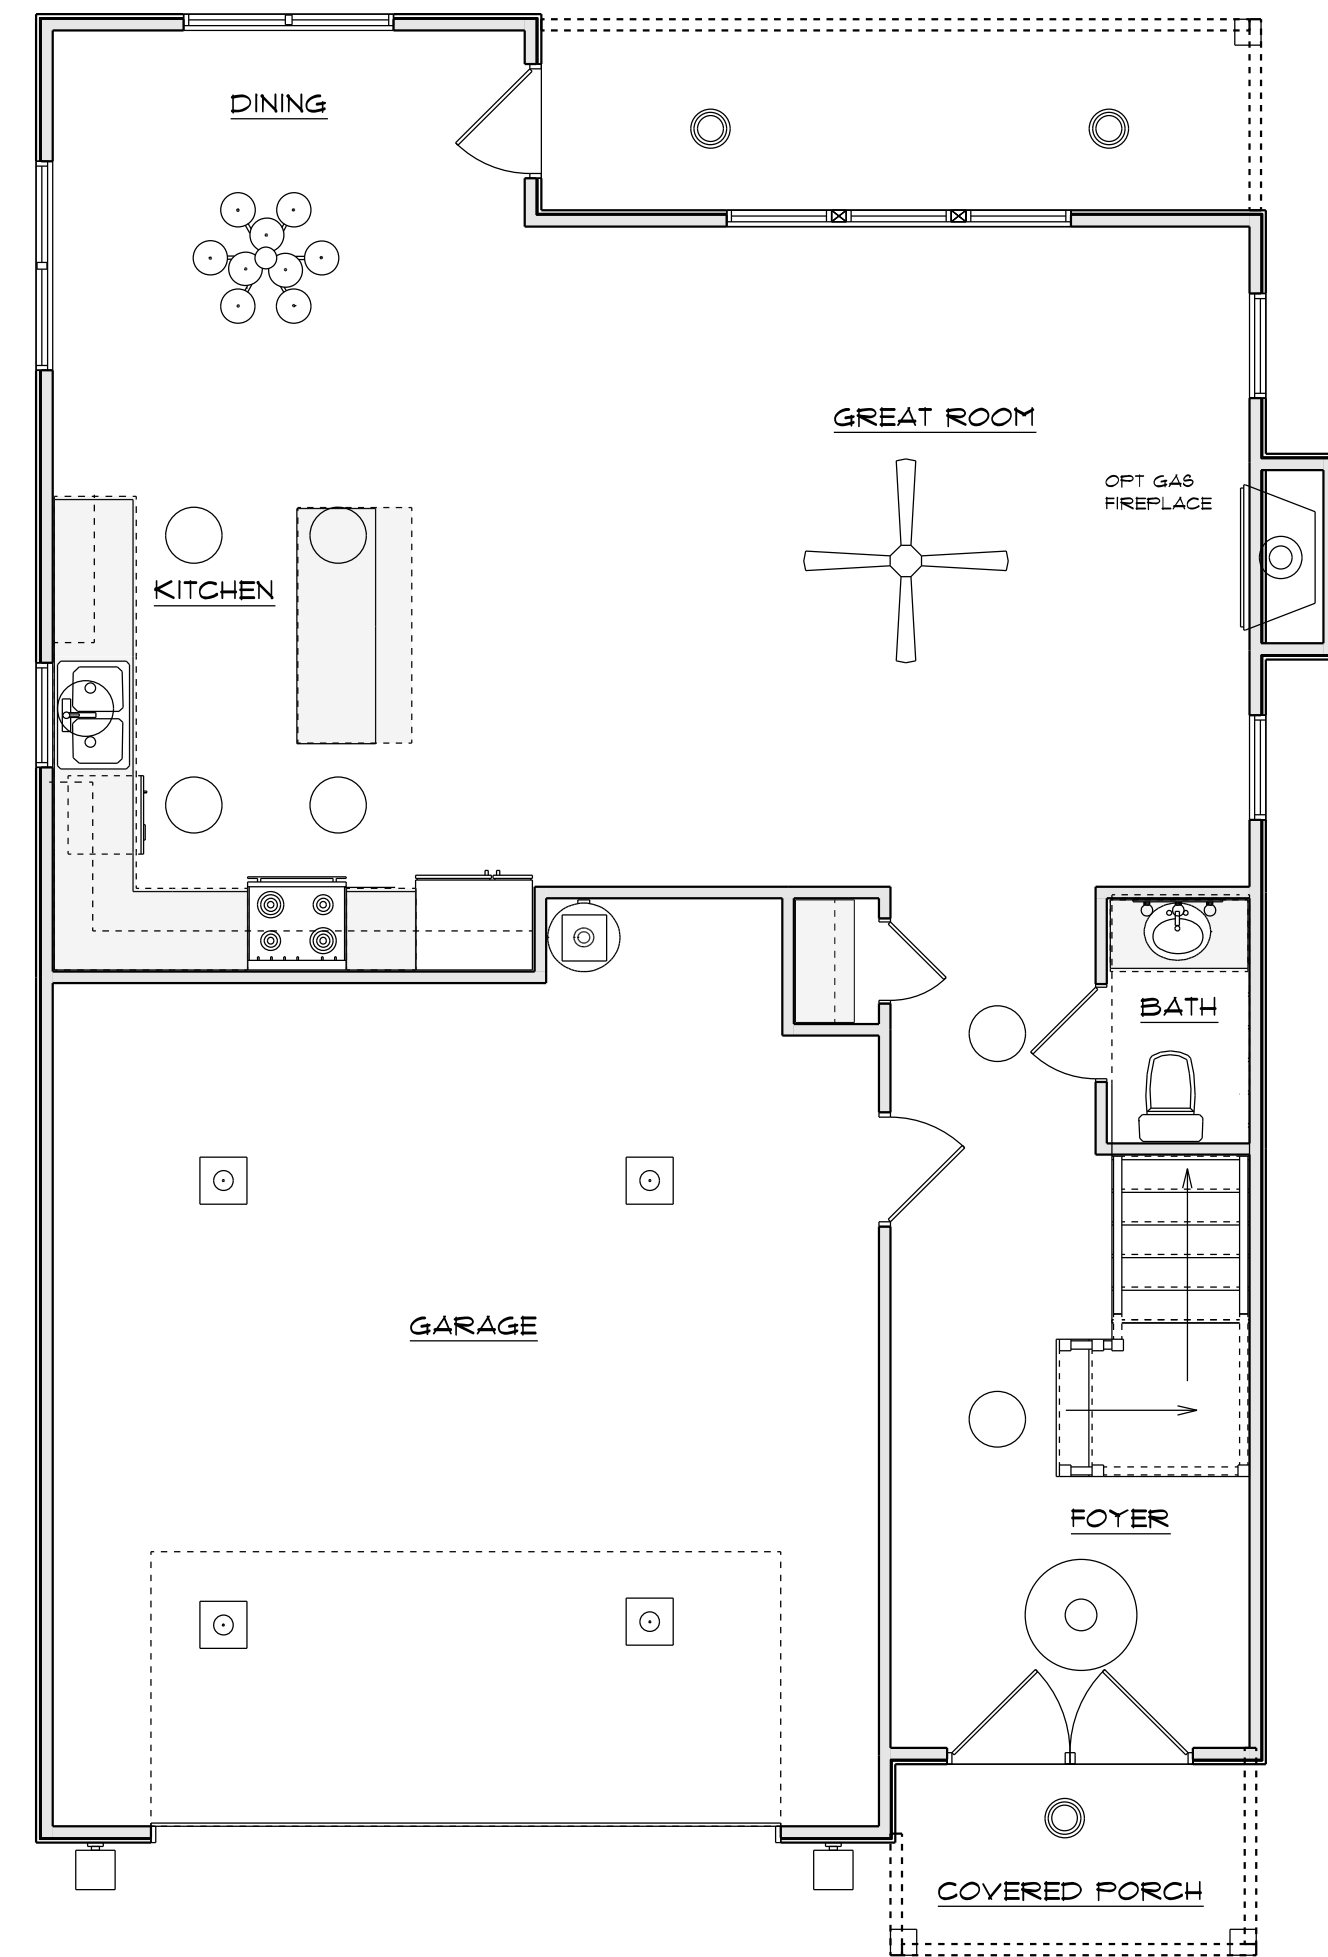 DINING
GREAT ROOM
OPT GAS
FIREPLACE
KITCHEN
BATH
GARAGE
FOYER
COVERED PORCH